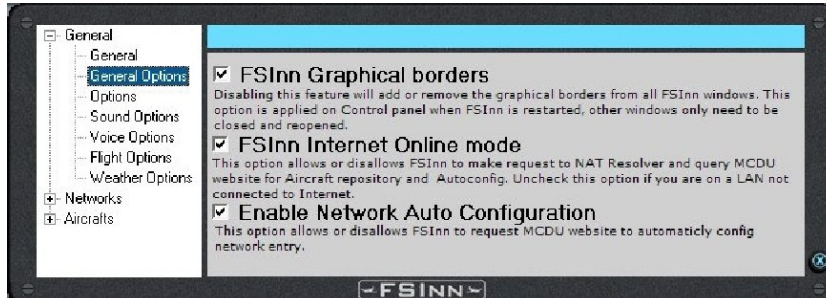 General
General
General Options
Options
Sound Options
Voice Options
Flight Options
Weather Options
Networks
Aircrafts
FSInn Graphical borders
Disabling this feature will add or remove the graphical borders from all FSInn windows. This
option is applied on Control panel when FSInn is restarted, other windows only need to be
closed and reopened.
FSInn Internet Online mode
This option allows or disallows FSInn to make request to NAT Resolver and query MCDU
website for Aircraft repository and Autoconfig. Uncheck this option if you are on a LAN not
connected to Internet.
Enable Network Auto Configuration
This option allows or disallows FSInn to request MCDU website to automaticly config
network entry.
FSINN